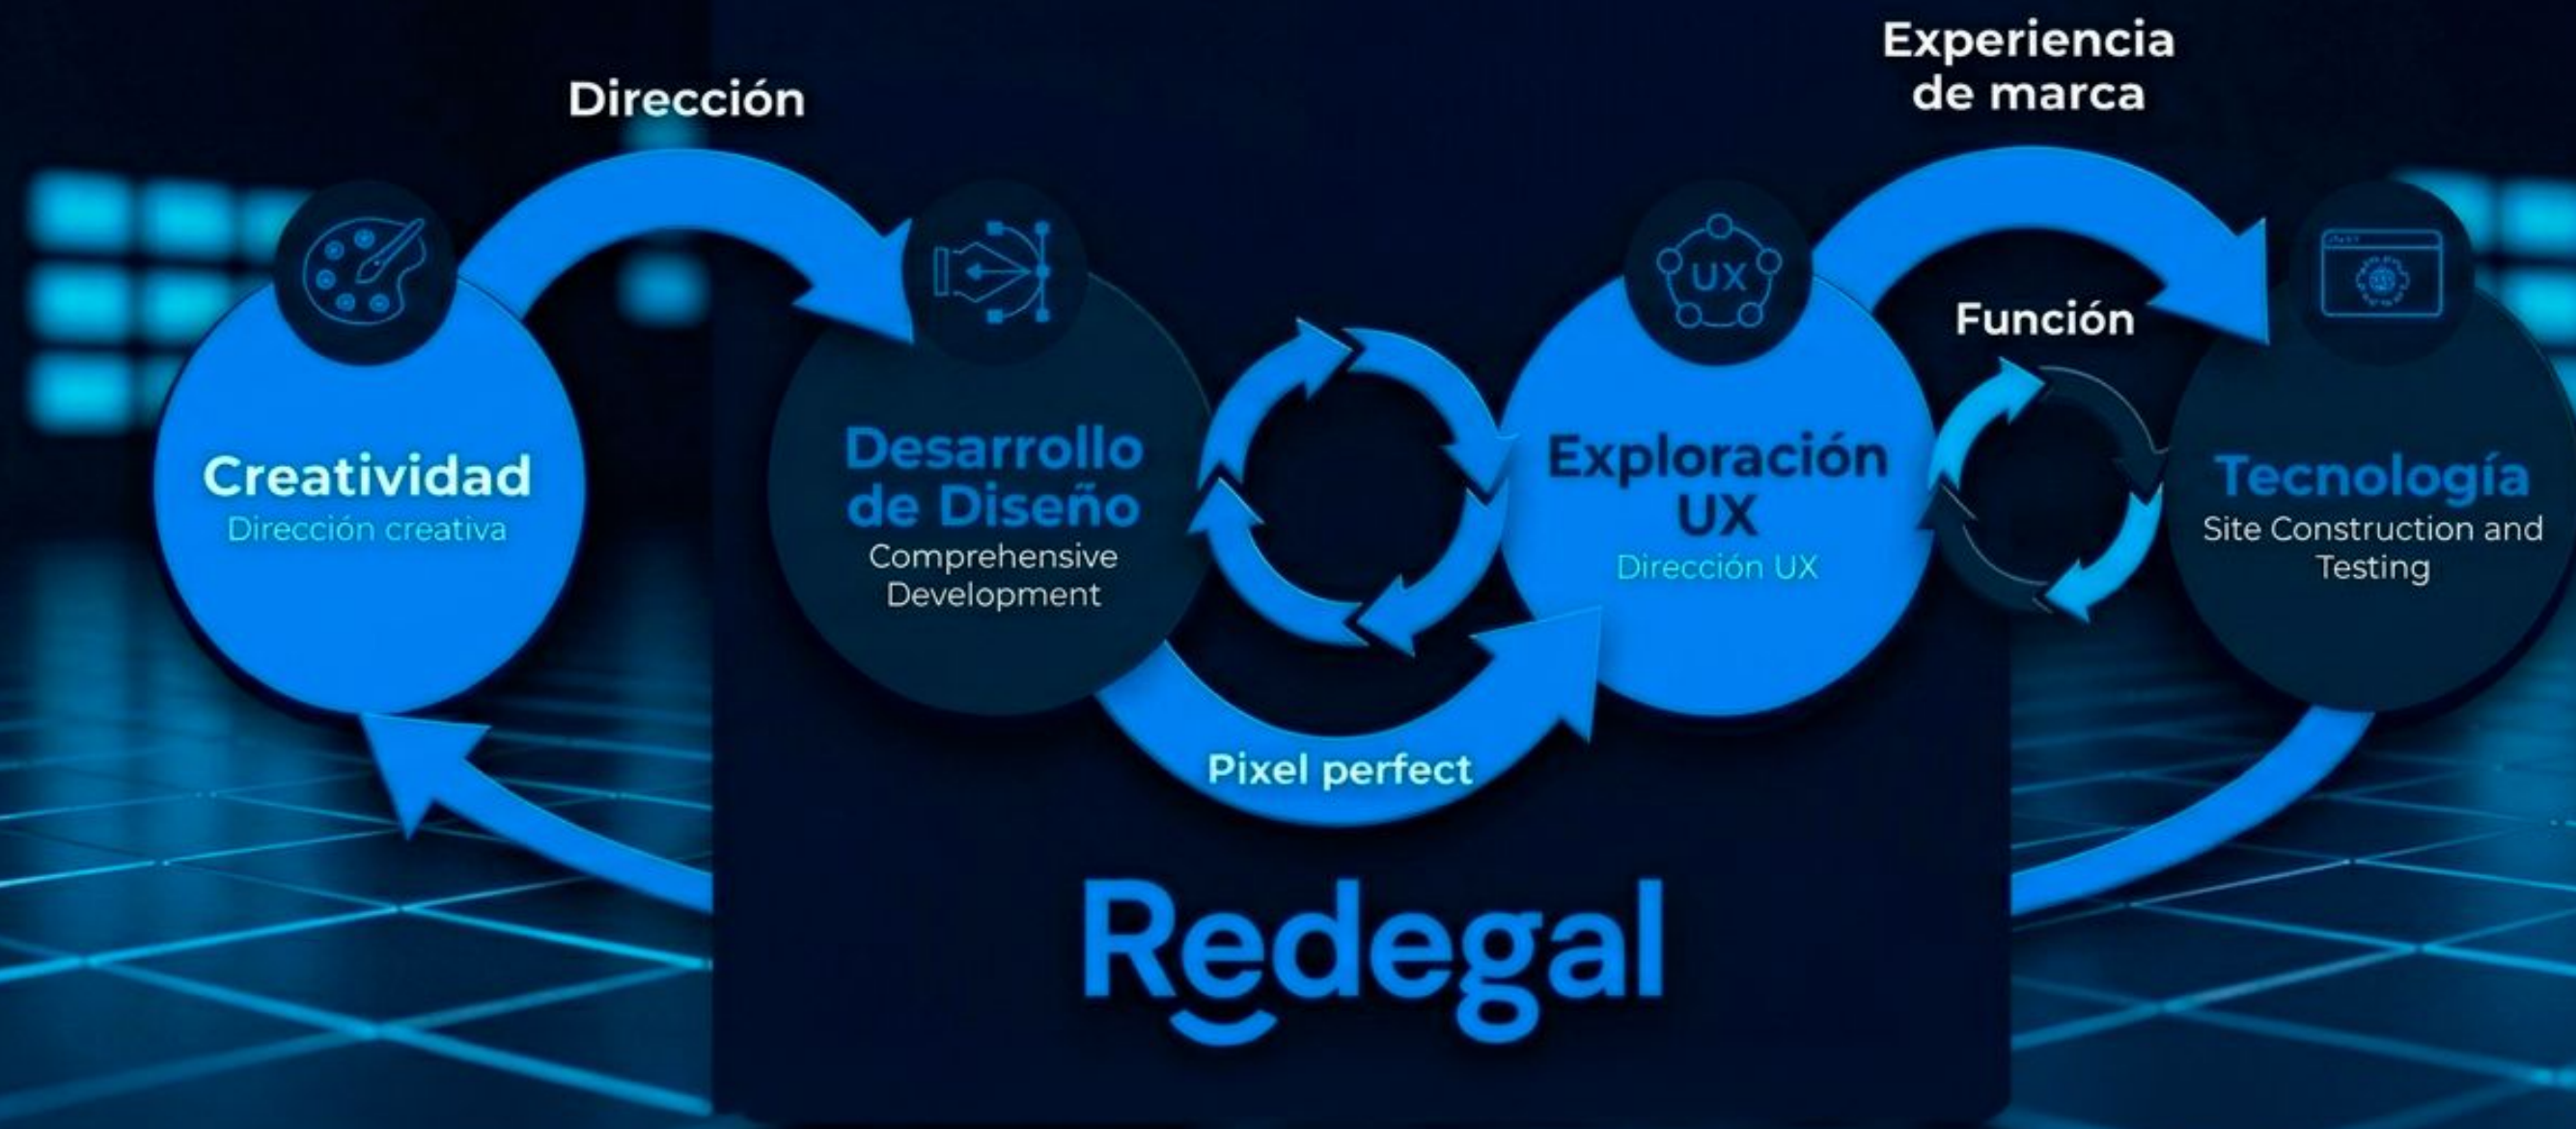 Dirección
Experiencia
de marca
Función
Creatividad
Dirección creativa
Desarrollo
de Diseño
Comprehensive
Development
UX
Exploración
UX
Dirección UX
Tecnología
Site Construction and
Testing
Pixel perfect
Redegal